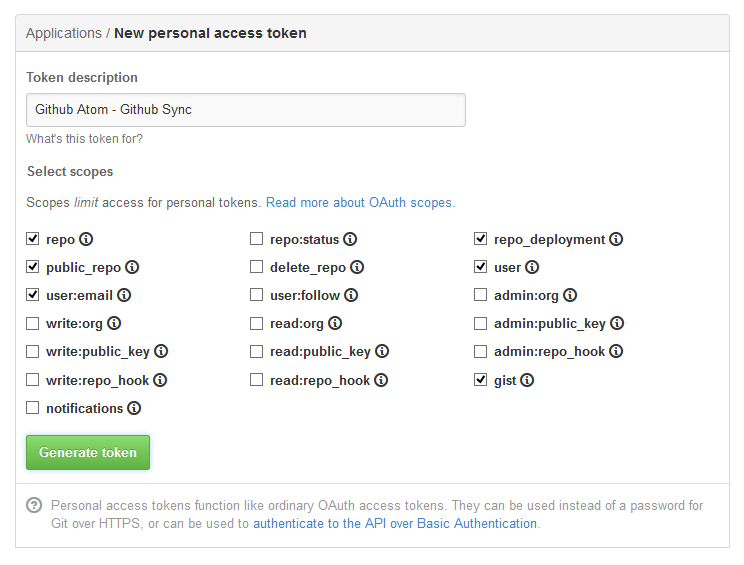 Applications / New personal access token
Token description
Github Atom - Github Sync
What's this token for?
Select scopes
Scopes limit access for personal tokens. Read more about OAuth scopes.
repo repo:status repo_deployment
public_repo delete_repo user
user:email user:follow admin:org
write:org read:org admin:public_key
write:public_key read:public_key admin:repo_hook
write:repo_hook read:repo_hook gist
notifications
Generate token
Personal access tokens function like ordinary OAuth access tokens. They can be used instead of a password for
Git over HTTPS, or can be used to authenticate to the API over Basic Authentication.